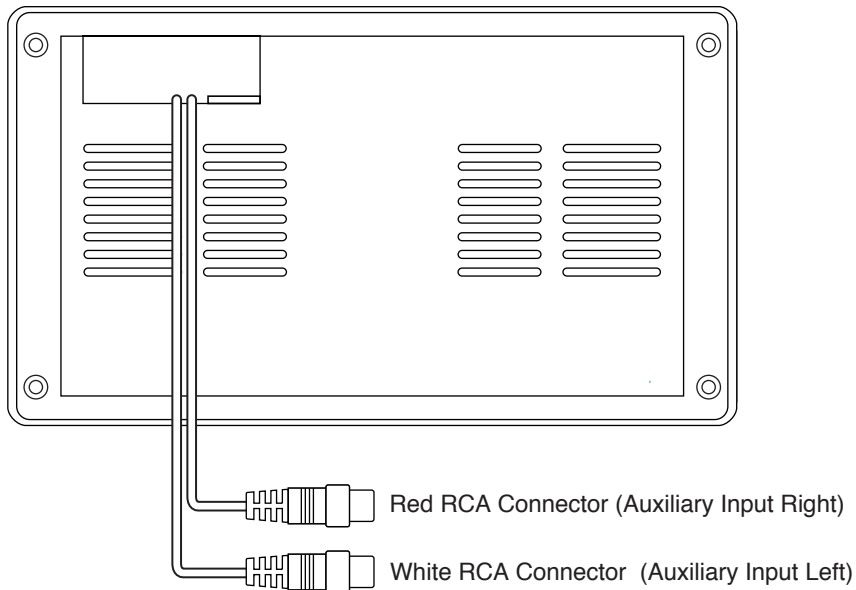 Red RCA Connector (Auxiliary Input Right)
White RCA Connector  (Auxiliary Input Left)